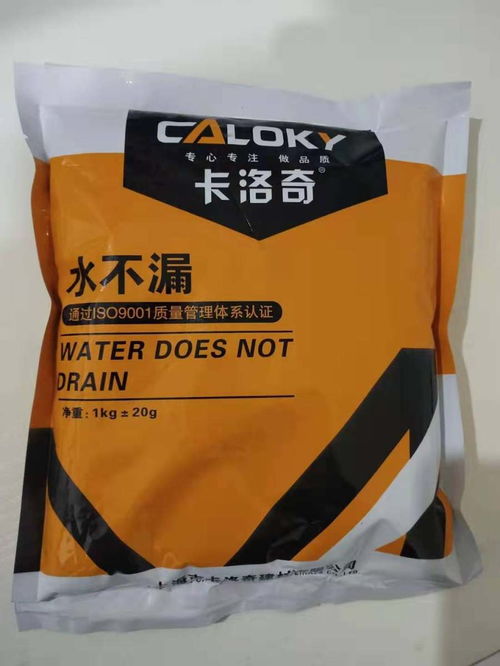 CALOKY
专心专注 做品质
卡洛奇®
水不漏
通过ISO9001质量管理体系认证
WATER DOES NOT
DRAIN
净重：1kg±20g